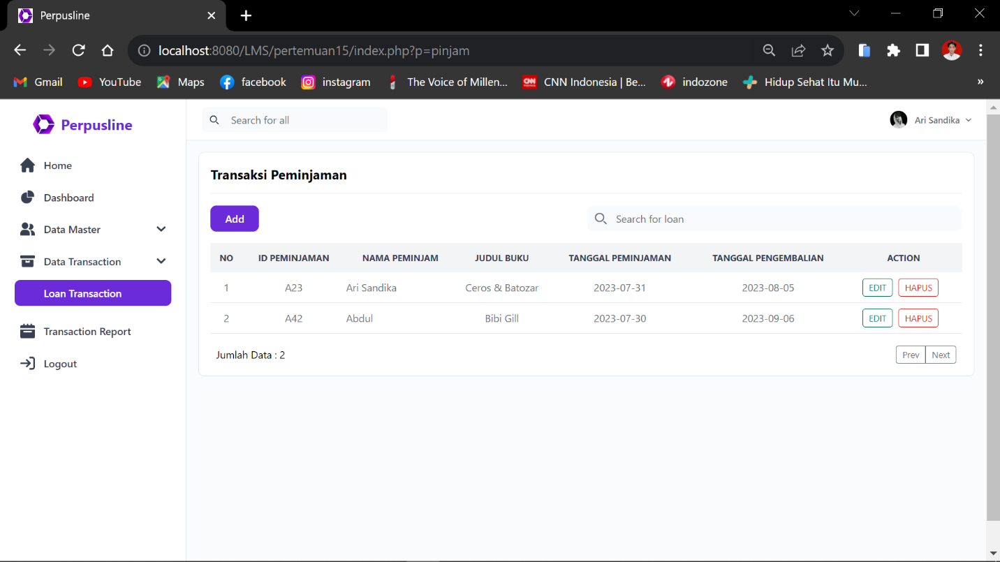 Perpusline
localhost:8080/LMS/pertemuan15/index.php?p=pinjam
Gmail YouTube Maps facebook instagram The Voice of Millen... CNN Indonesia | Be... indozone Hidup Sehat Itu Mu... »
Perpusline
Search for all
Ari Sandika
Home
Dashboard
Data Master
Data Transaction
Loan Transaction
Transaction Report
Logout
Transaksi Peminjaman
Add
Search for loan
NO ID PEMINJAMAN NAMA PEMINJAM JUDUL BUKU TANGGAL PEMINJAMAN TANGGAL PENGEMBALIAN ACTION
1 A23 Ari Sandika Ceros & Batozar 2023-07-31 2023-08-05 EDIT HAPUS
2 A42 Abdul Bibi Gill 2023-07-30 2023-09-06 EDIT HAPUS
Jumlah Data : 2
Prev Next